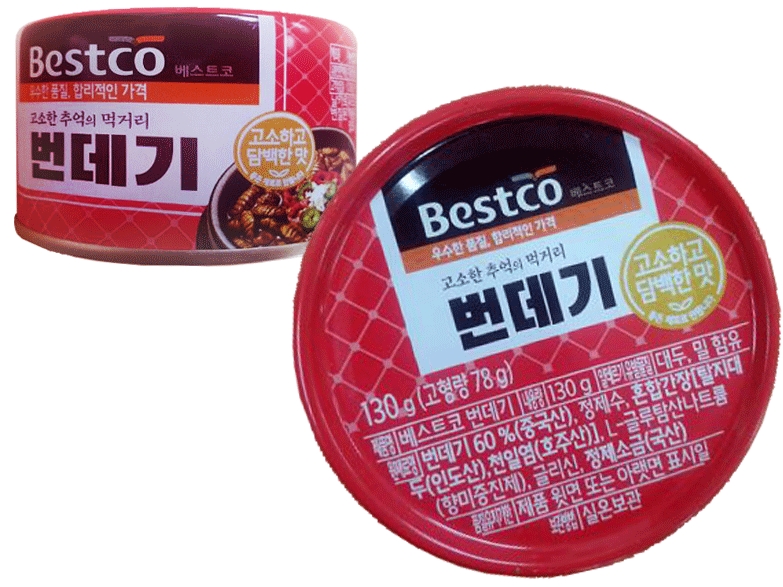 Bestco 베스트코
우수한 품질, 합리적인 가격
고소한 추억의 먹거리
번데기
고소하고
담백한 맛
Bestco 베스트코
우수한 품질, 합리적인 가격
고소한 추억의 먹거리
번데기
고소하고
담백한 맛
130 g (고형량 78 g)
제품명 베스트코 번데기 내용량 130 g 알레르기 유발물질 대두, 밀 함유
원재료명 번데기 60 %(중국산), 정제수, 혼합간장[탈지대
두(인도산), 천일염(호주산)], L-글루탐산나트륨
(향미증진제), 글리신, 정제소금(국산)
품질유지기한 제품 윗면 또는 아랫면 표시일
보관방법 실온보관